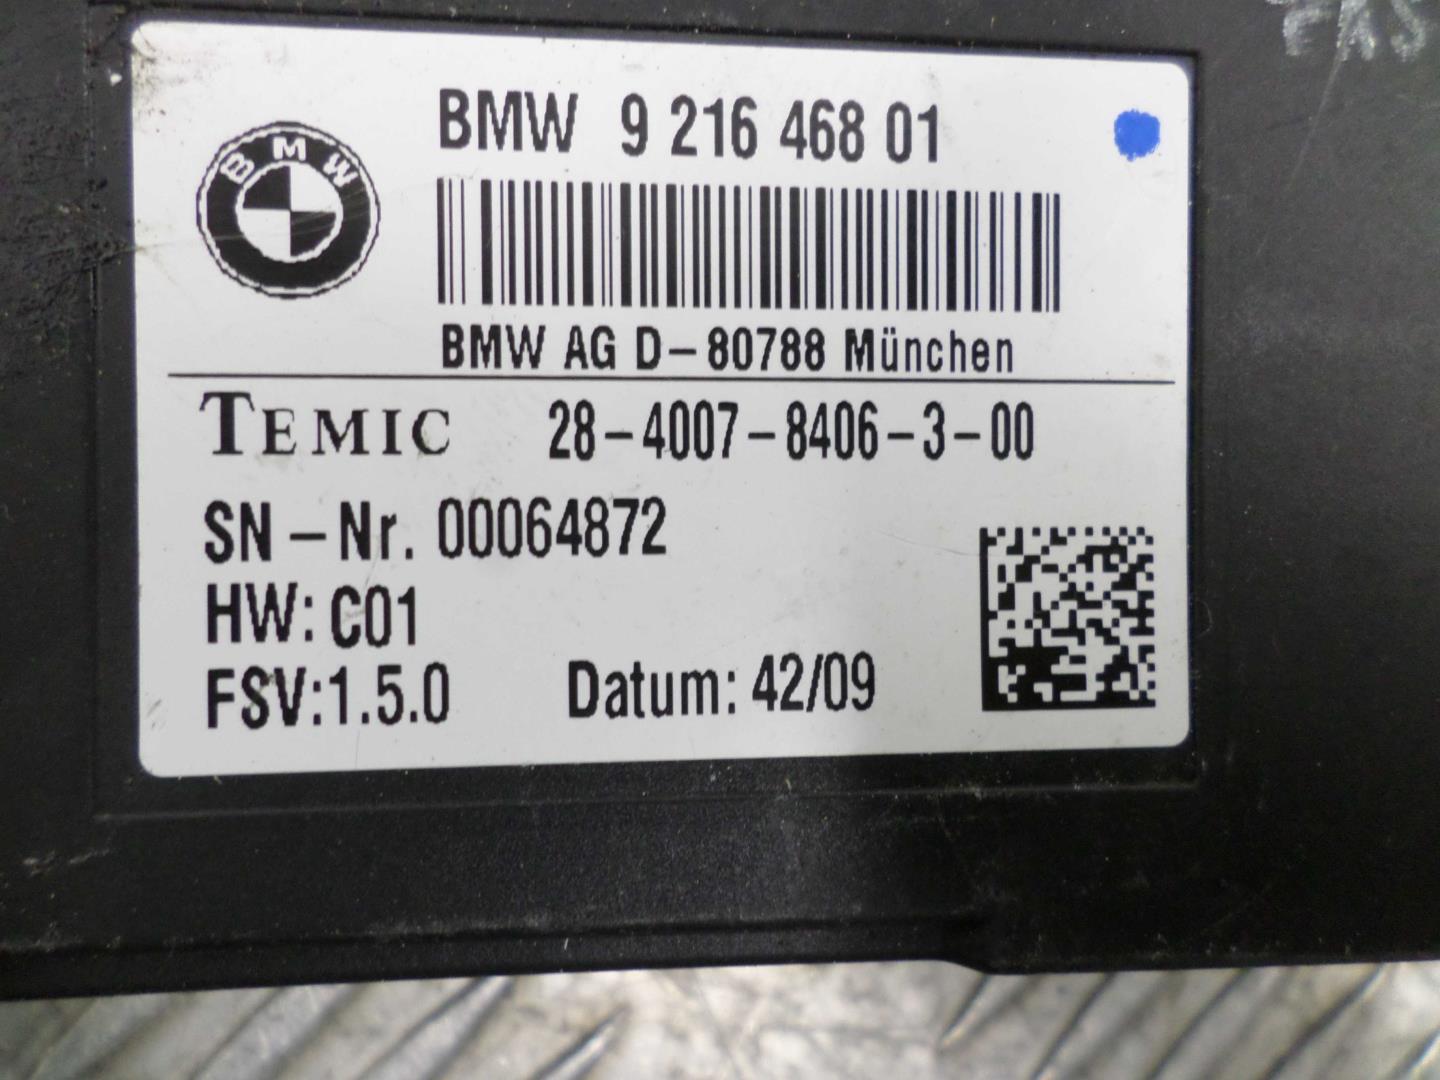 BMW 9 216 468 01
BMW
BMW AG D-80788 München
TEMIC 28-4007-8406-3-00
SN-Nr. 00064872
HW: C01
FSV:1.5.0 Datum: 42/09